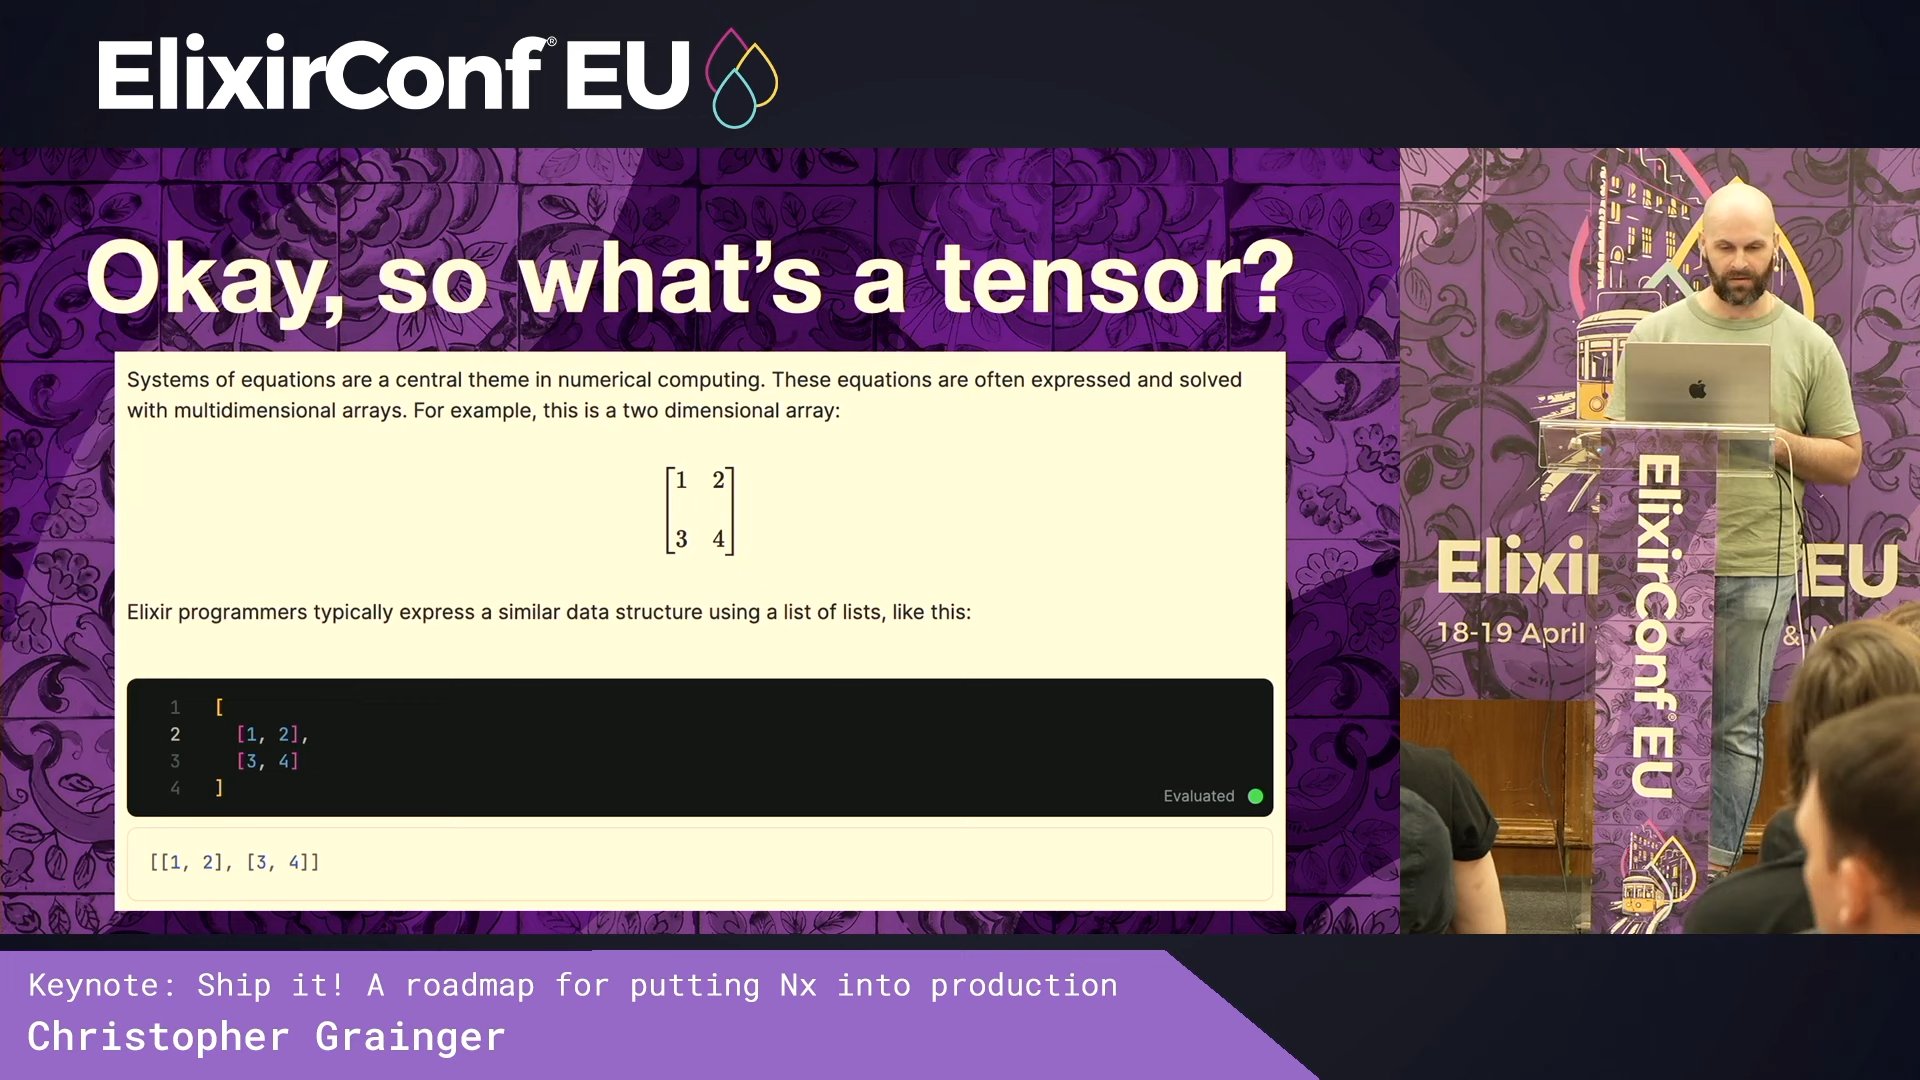 ElixirConf® EU
Okay, so what's a tensor?
Systems of equations are a central theme in numerical computing. These equations are often expressed and solved
with multidimensional arrays. For example, this is a two dimensional array:
1 2
3 4
Elixir programmers typically express a similar data structure using a list of lists, like this:
1 [
2 [1, 2],
3 [3, 4]
4 ]
Evaluated
[[1, 2], [3, 4]]
Elixir
EU
18-19 April
&
ElixirConf® EU
Keynote: Ship it! A roadmap for putting Nx into production
Christopher Grainger